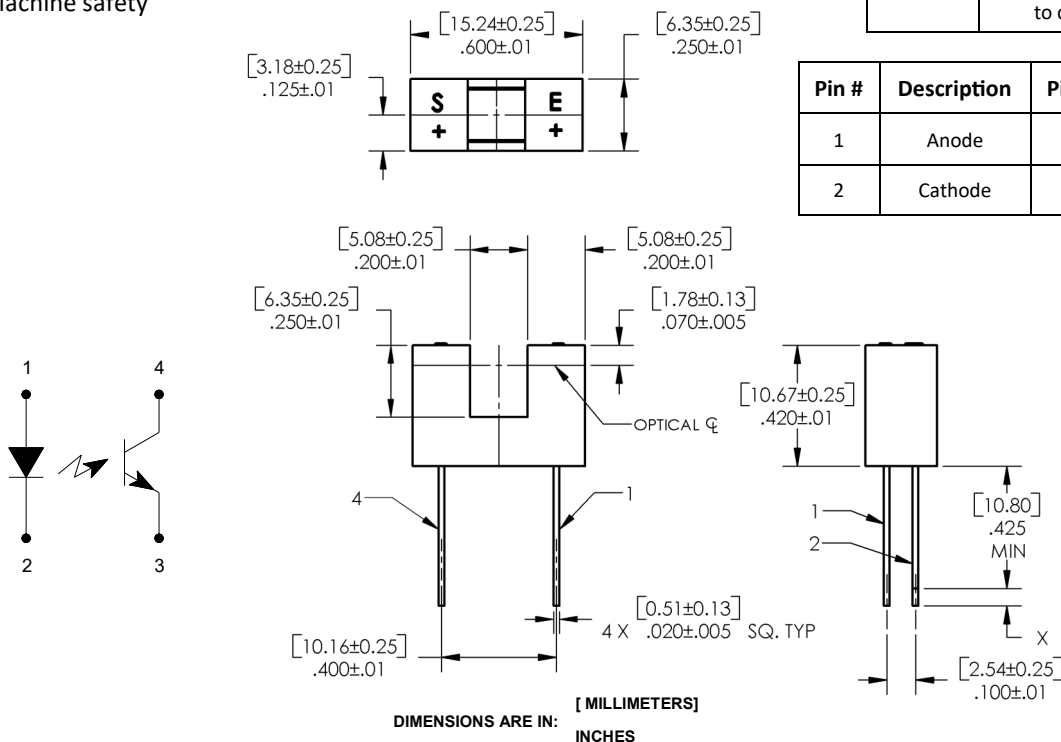 achine safety
to
[15.24±0.25]
.600±.01
[6.35±0.25]
.250±.01
[3.18±0.25]
.125±.01
S E
+ +
Pin # Description
1 Anode
2 Cathode
[5.08±0.25]
.200±.01
[5.08±0.25]
.200±.01
[6.35±0.25]
.250±.01
[1.78±0.13]
.070±.005
OPTICAL ℄
[10.67±0.25]
.420±.01
1 4
2 3
4 1
1
2
[10.80]
.425
MIN
[0.51±0.13]
4 X .020±.005 SQ. TYP
X
[10.16±0.25]
.400±.01
[2.54±0.25]
.100±.01
DIMENSIONS ARE IN: [ MILLIMETERS]
INCHES